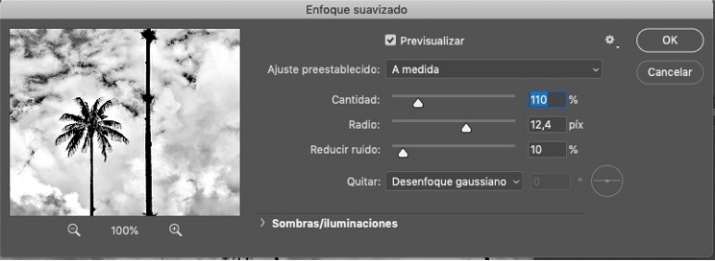 Enfoque suavizado
Previsualizar
OK
Ajuste preestablecido: A medida
Cancelar
Cantidad: 110 %
Radio: 12,4 píx
Reducir ruido: 10 %
Quitar: Desenfoque gaussiano 0 °
100%
Sombras/iluminaciones